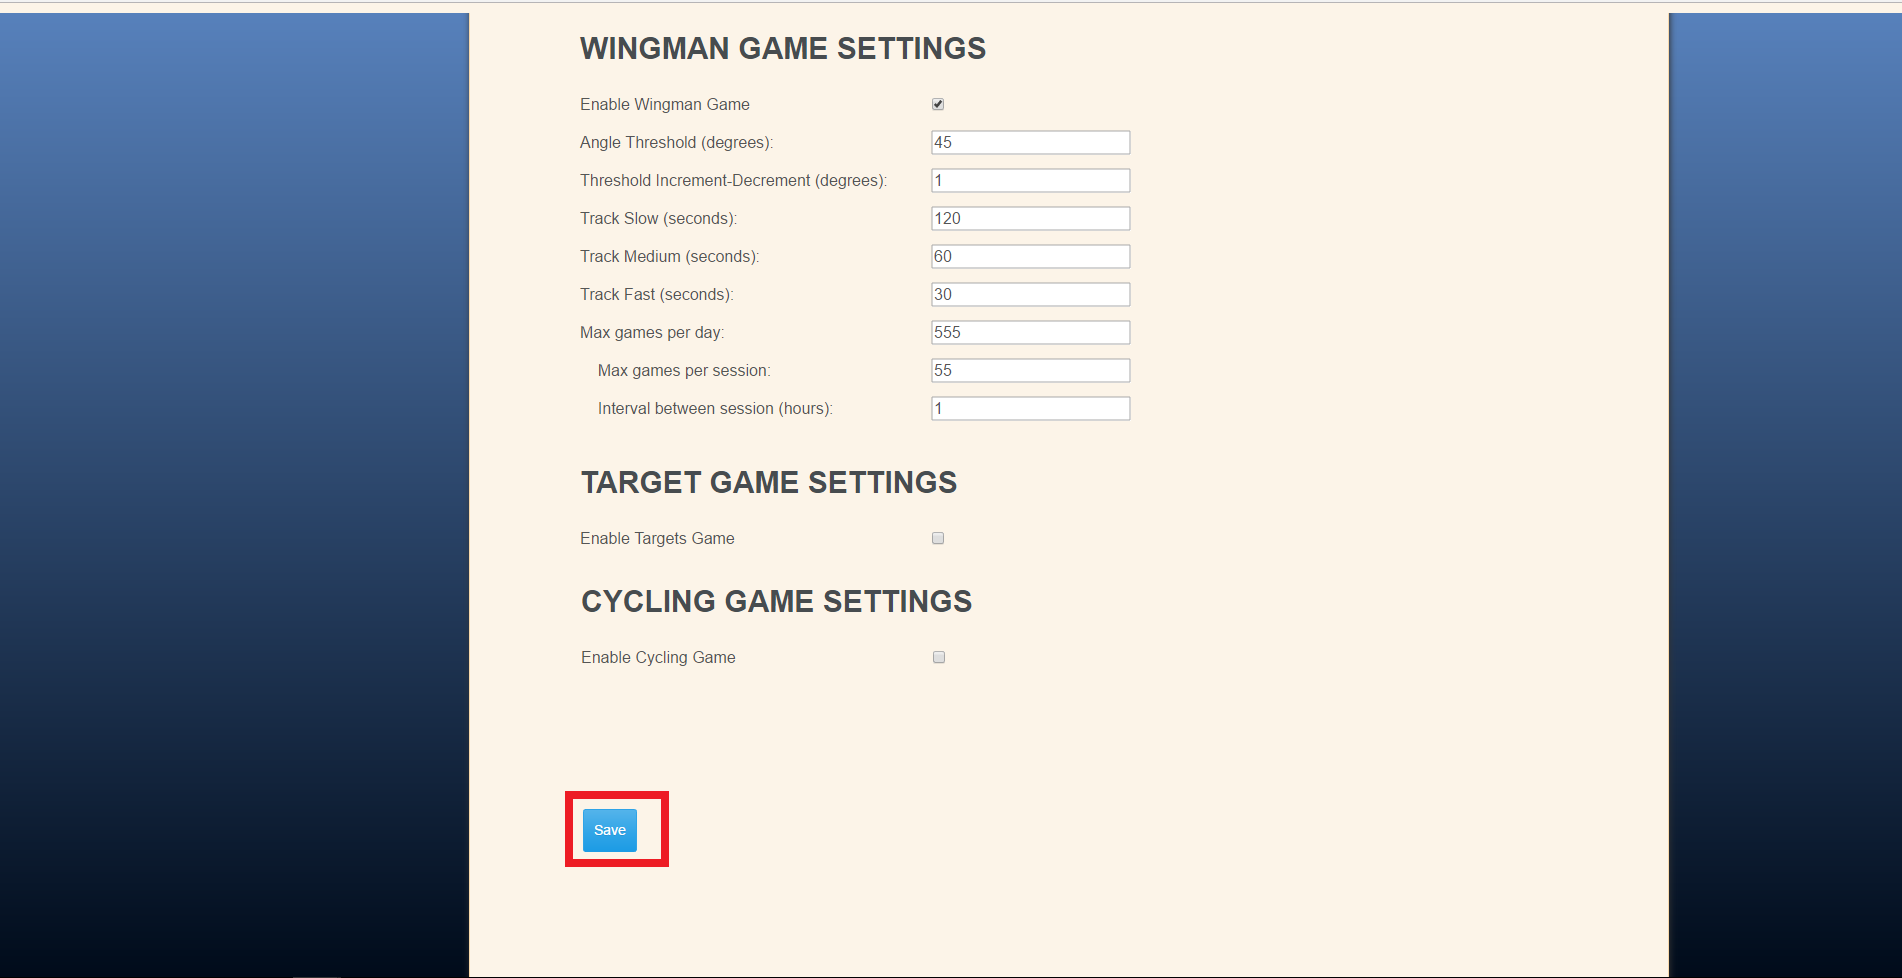 WINGMAN GAME SETTINGS
Enable Wingman Game
Angle Threshold (degrees): 45
Threshold Increment-Decrement (degrees): 1
Track Slow (seconds): 120
Track Medium (seconds): 60
Track Fast (seconds): 30
Max games per day: 555
Max games per session: 55
Interval between session (hours): 1
TARGET GAME SETTINGS
Enable Targets Game
CYCLING GAME SETTINGS
Enable Cycling Game
Save